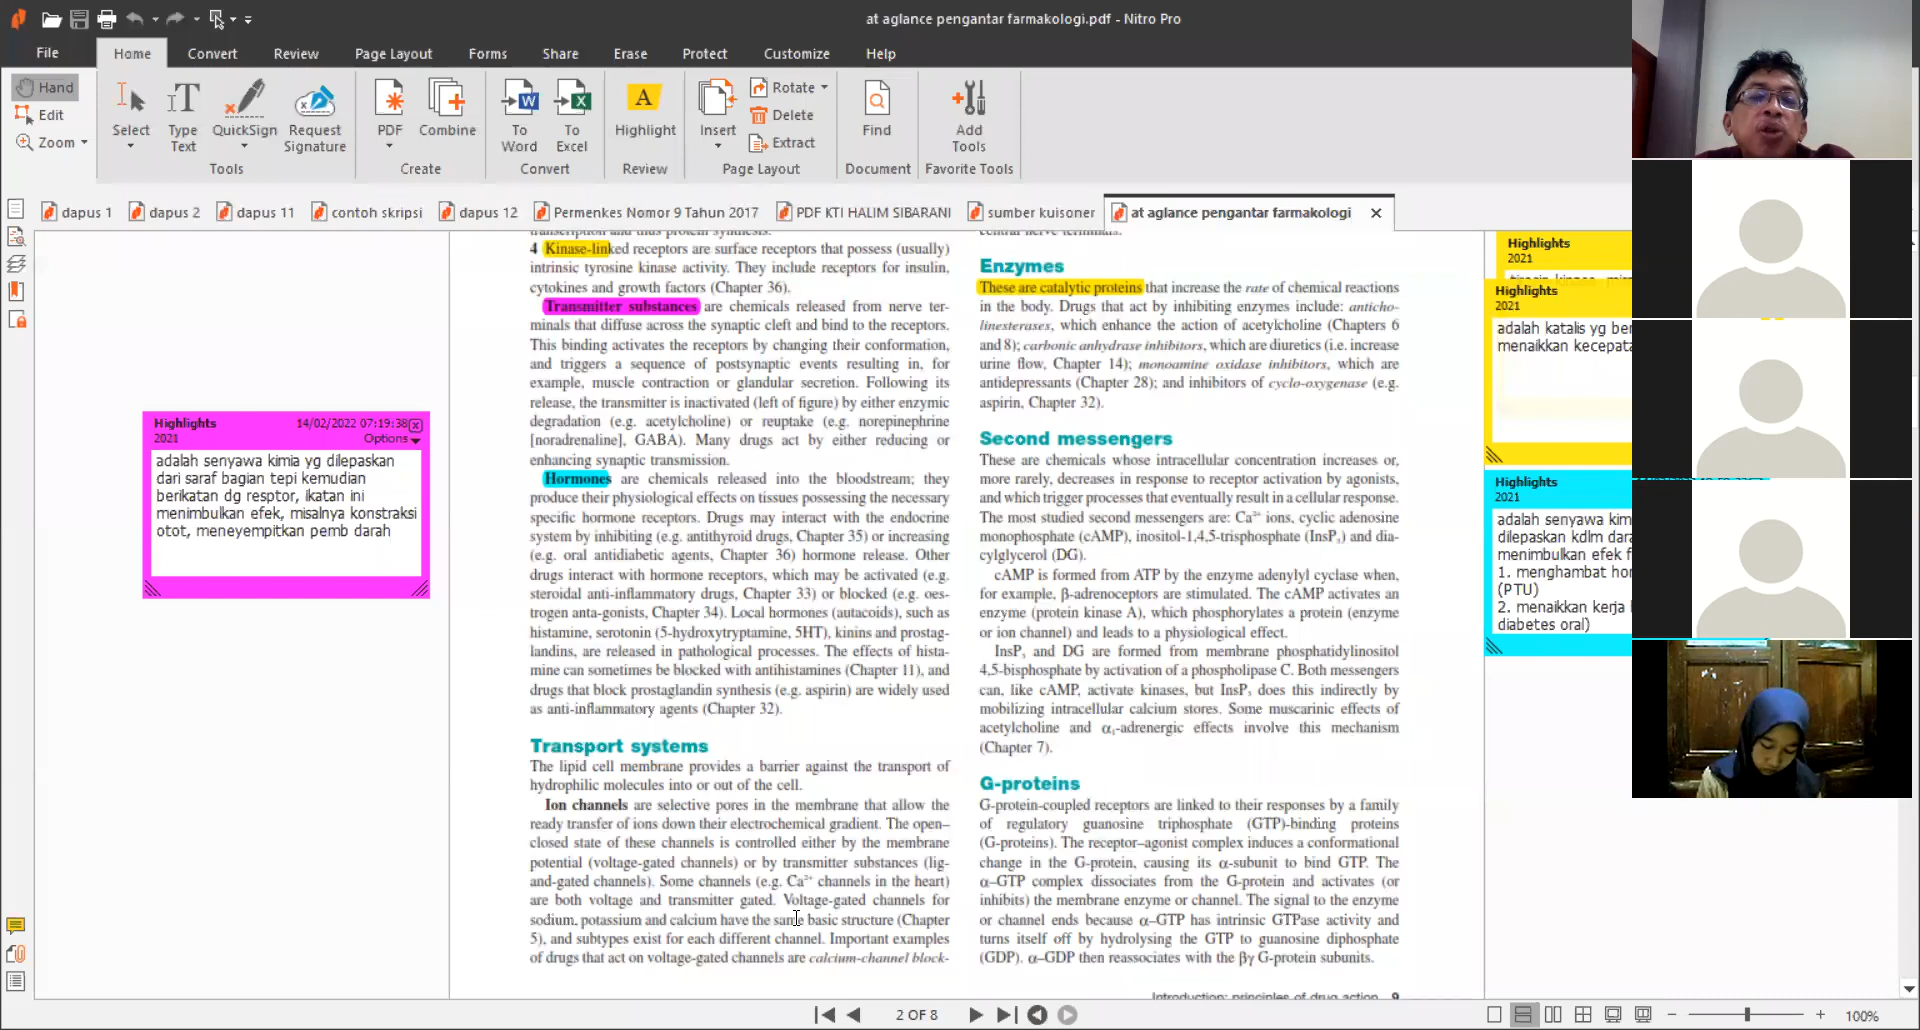 at aglance pengantar farmakologi.pdf - Nitro Pro
File Home Convert Review Page Layout Forms Share Erase Protect Customize Help
Hand
Edit
Zoom
Select
Type Text
QuickSign
Request Signature
Tools
PDF
Combine
Create
To Word
To Excel
Convert
Highlight
Review
Insert
Rotate
Delete
Extract
Page Layout
Find
Document
Add Tools
Favorite Tools
dapus 1 dapus 2 dapus 11 contoh skripsi dapus 12 Permenkes Nomor 9 Tahun 2017 PDF KTI HALIM SIBARANI sumber kuisoner at aglance pengantar farmakologi
Highlights 14/02/2022 07:19:38
2021 Options
adalah senyawa kimia yg dilepaskan
dari saraf bagian tepi kemudian
berikatan dg resptor, ikatan ini
menimbulkan efek, misalnya konstraksi
otot, meneyempitkan pemb darah
transcription and thus protein synthesis.
4 Kinase-linked receptors are surface receptors that possess (usually)
intrinsic tyrosine kinase activity. They include receptors for insulin,
cytokines and growth factors (Chapter 36).
Transmitter substances are chemicals released from nerve ter-
minals that diffuse across the synaptic cleft and bind to the receptors.
This binding activates the receptors by changing their conformation,
and triggers a sequence of postsynaptic events resulting in, for
example, muscle contraction or glandular secretion. Following its
release, the transmitter is inactivated (left of figure) by either enzymic
degradation (e.g. acetylcholine) or reuptake (e.g. norepinephrine
[noradrenaline], GABA). Many drugs act by either reducing or
enhancing synaptic transmission.
Hormones are chemicals released into the bloodstream; they
produce their physiological effects on tissues possessing the necessary
specific hormone receptors. Drugs may interact with the endocrine
system by inhibiting (e.g. antithyroid drugs, Chapter 35) or increasing
(e.g. oral antidiabetic agents, Chapter 36) hormone release. Other
drugs interact with hormone receptors, which may be activated (e.g.
steroidal anti-inflammatory drugs, Chapter 33) or blocked (e.g. oes-
trogen anta-gonists, Chapter 34). Local hormones (autacoids), such as
histamine, serotonin (5-hydroxytryptamine, 5HT), kinins and prostag-
landins, are released in pathological processes. The effects of hista-
mine can sometimes be blocked with antihistamines (Chapter 11), and
drugs that block prostaglandin synthesis (e.g. aspirin) are widely used
as anti-inflammatory agents (Chapter 32).
Transport systems
The lipid cell membrane provides a barrier against the transport of
hydrophilic molecules into or out of the cell.
Ion channels are selective pores in the membrane that allow the
ready transfer of ions down their electrochemical gradient. The open–
closed state of these channels is controlled either by the membrane
potential (voltage-gated channels) or by transmitter substances (lig-
and-gated channels). Some channels (e.g. Ca²⁺ channels in the heart)
are both voltage and transmitter gated. Voltage-gated channels for
sodium, potassium and calcium have the same basic structure (Chapter
5), and subtypes exist for each different channel. Important examples
of drugs that act on voltage-gated channels are calcium-channel block-
central nerve terminals.
Enzymes
These are catalytic proteins that increase the rate of chemical reactions
in the body. Drugs that act by inhibiting enzymes include: anticho-
linesterases, which enhance the action of acetylcholine (Chapters 6
and 8); carbonic anhydrase inhibitors, which are diuretics (i.e. increase
urine flow, Chapter 14); monoamine oxidase inhibitors, which are
antidepressants (Chapter 28); and inhibitors of cyclo-oxygenase (e.g.
aspirin, Chapter 32).
Second messengers
These are chemicals whose intracellular concentration increases or,
more rarely, decreases in response to receptor activation by agonists,
and which trigger processes that eventually result in a cellular response.
The most studied second messengers are: Ca²⁺ ions, cyclic adenosine
monophosphate (cAMP), inositol-1,4,5-trisphosphate (InsP₃) and dia-
cylglycerol (DG).
cAMP is formed from ATP by the enzyme adenylyl cyclase when,
for example, β-adrenoceptors are stimulated. The cAMP activates an
enzyme (protein kinase A), which phosphorylates a protein (enzyme
or ion channel) and leads to a physiological effect.
InsP₃ and DG are formed from membrane phosphatidylinositol
4,5-bisphosphate by activation of a phospholipase C. Both messengers
can, like cAMP, activate kinases, but InsP₃ does this indirectly by
mobilizing intracellular calcium stores. Some muscarinic effects of
acetylcholine and α₁-adrenergic effects involve this mechanism
(Chapter 7).
G-proteins
G-protein-coupled receptors are linked to their responses by a family
of regulatory guanosine triphosphate (GTP)-binding proteins
(G-proteins). The receptor–agonist complex induces a conformational
change in the G-protein, causing its α-subunit to bind GTP. The
α–GTP complex dissociates from the G-protein and activates (or
inhibits) the membrane enzyme or channel. The signal to the enzyme
or channel ends because α–GTP has intrinsic GTPase activity and
turns itself off by hydrolysing the GTP to guanosine diphosphate
(GDP). α–GDP then reassociates with the βγ G-protein subunits.
Introduction: principles of drug action 9
Highlights
2021
Highlights
2021
adalah katalis yg ber
menaikkan kecepata
Highlights
2021
adalah senyawa kim
dilepaskan kdlm dara
menimbulkan efek f
1. menghambat hor
(PTU)
2. menaikkan kerja
diabetes oral)
2 OF 8
100%